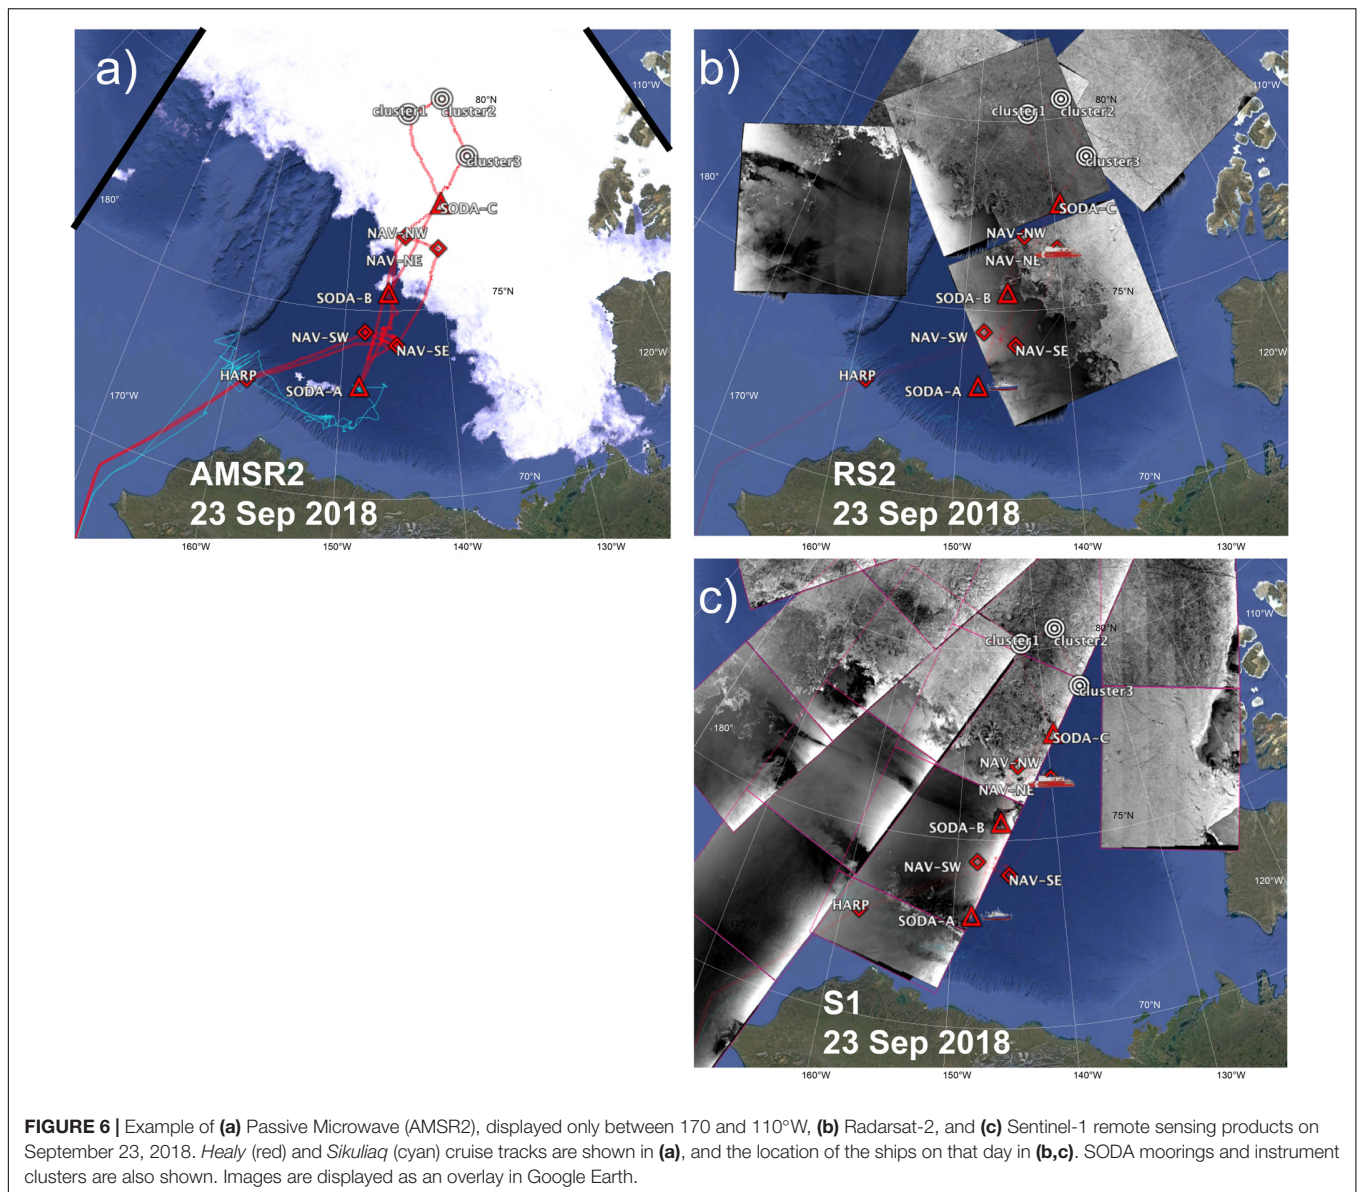 a)
80°N
cluster1
cluster2
cluster3
180°
SODA-C
NAV-NW
NAV-NE
75°N
SODA-B
NAV-SW
NAV-SE
HARP
SODA-A
120°W
170°W
110°W
70°N
AMSR2
23 Sep 2018
160°W
150°W
140°W
130°W
b)
110°W
80°N
cluster1
cluster2
cluster3
180°
SODA-C
NAV-NW
NAV-NE
75°N
SODA-B
NAV-SW
NAV-SE
HARP
SODA-A
120°W
170°W
70°N
RS2
23 Sep 2018
160°W
150°W
140°W
130°W
c)
110°W
80°N
cluster1
cluster2
cluster3
180°
SODA-C
NAV-NW
NAV-NE
75°N
SODA-B
NAV-SW
NAV-SE
120°W
HARP
SODA-A
170°W
70°N
S1
23 Sep 2018
160°W
150°W
140°W
130°W
FIGURE 6 | Example of (a) Passive Microwave (AMSR2), displayed only between 170 and 110°W, (b) Radarsat-2, and (c) Sentinel-1 remote sensing products on
September 23, 2018. Healy (red) and Sikuliaq (cyan) cruise tracks are shown in (a), and the location of the ships on that day in (b,c). SODA moorings and instrument
clusters are also shown. Images are displayed as an overlay in Google Earth.